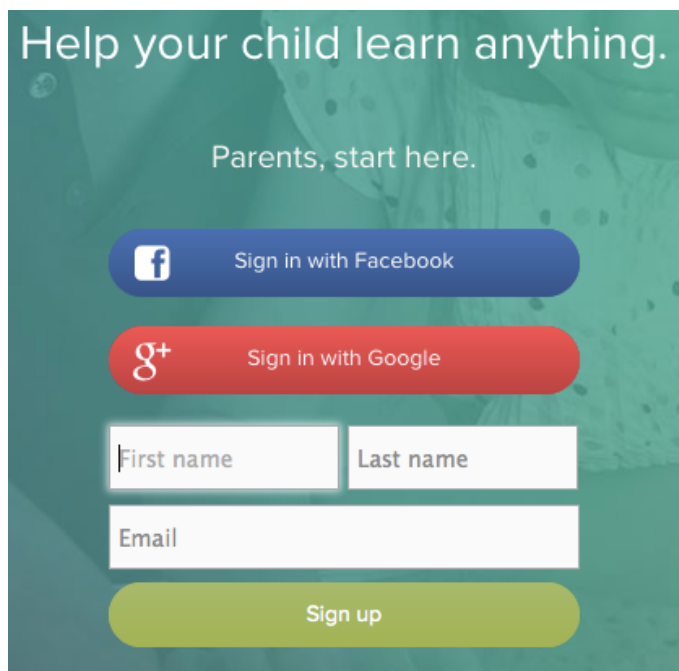 Help your child learn anything.
Parents, start here.
f Sign in with Facebook
g+ Sign in with Google
First name Last name
Email
Sign up